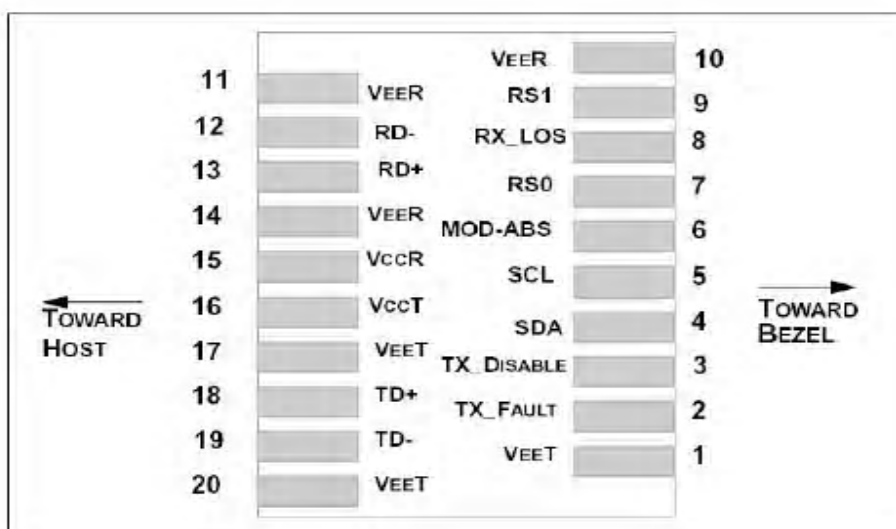 11 VEER
12 RD-
13 RD+
14 VEER
15 VCCR
16 VCCT
17 VEET
18 TD+
19 TD-
20 VEET
VEER 10
RS1 9
RX_LOS 8
RS0 7
MOD-ABS 6
SCL 5
SDA 4
TX_DISABLE 3
TX_FAULT 2
VEET 1
TOWARD
HOST
TOWARD
BEZEL